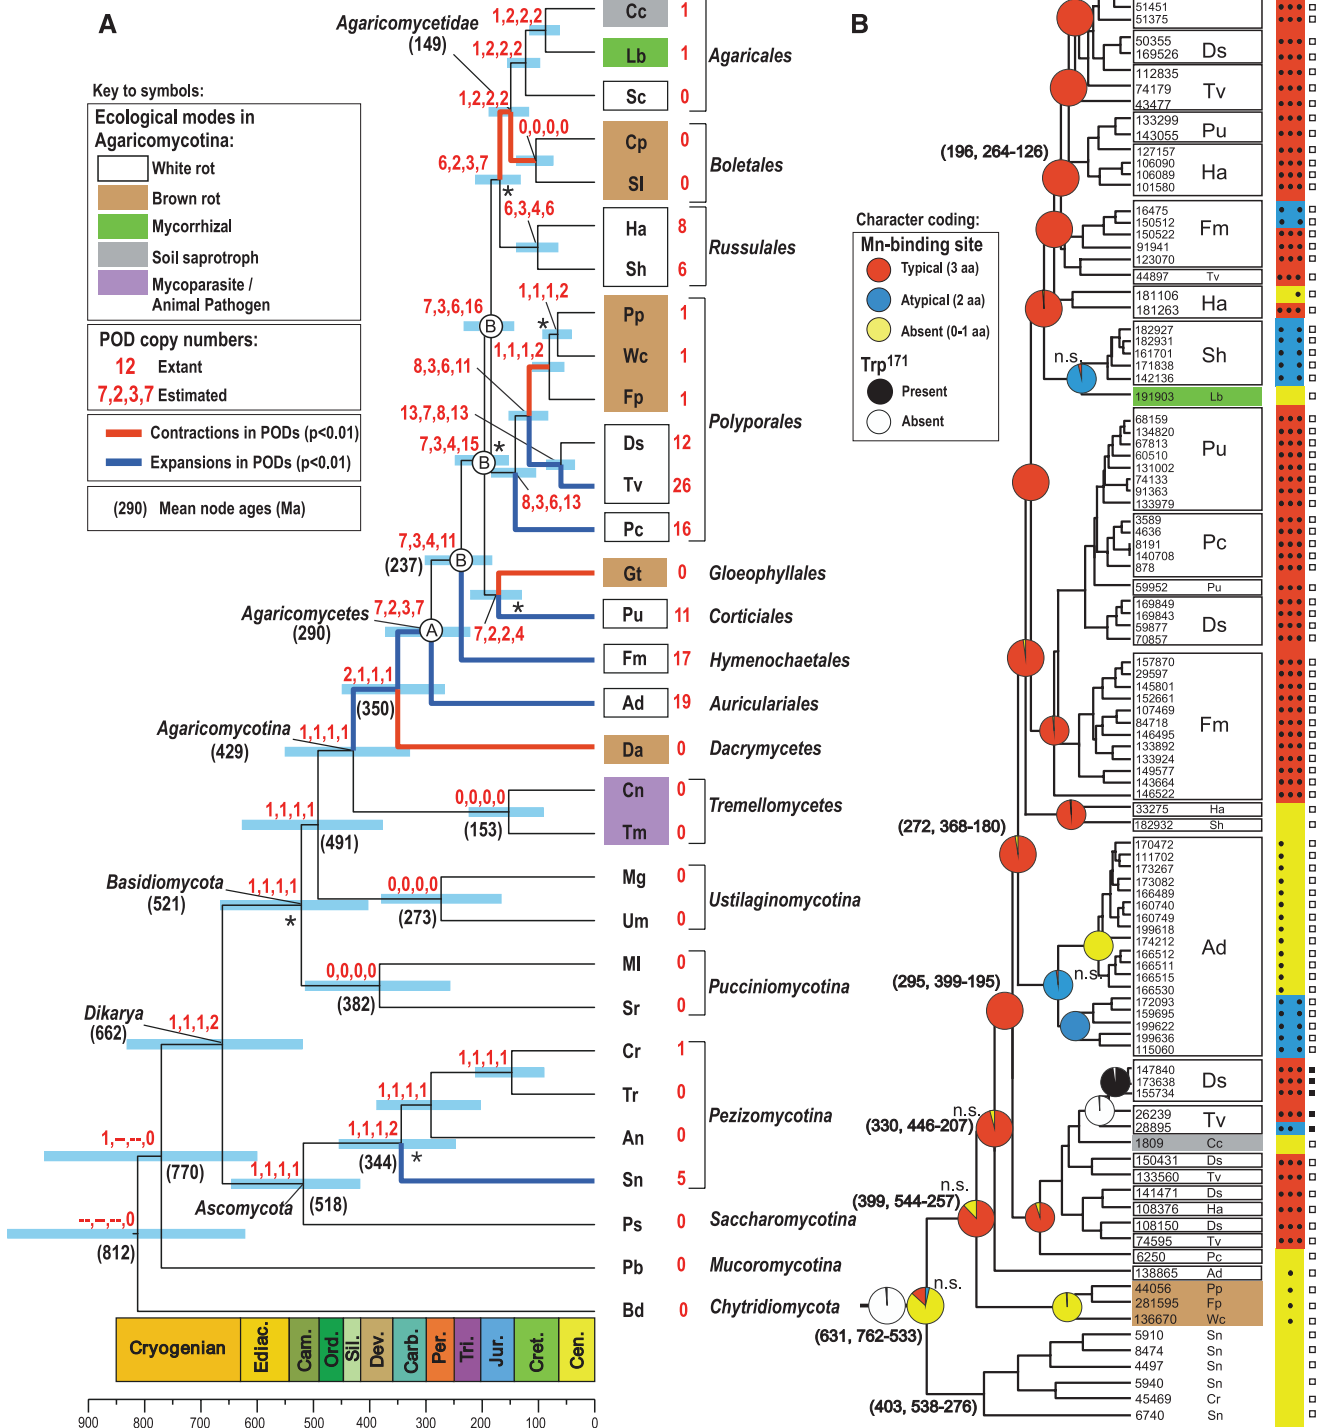 A
Agaricomycetidae
(149)
Key to symbols:
Ecological modes in
Agaricomycotina:
White rot
Brown rot
Mycorrhizal
Soil saprotroph
Mycoparasite /
Animal Pathogen
POD copy numbers:
12 Extant
7,2,3,7 Estimated
Contractions in PODs (p<0.01)
Expansions in PODs (p<0.01)
(290) Mean node ages (Ma)
1,2,2,2
1,2,2,2
1,2,2,2
0,0,0,0
6,2,3,7
*
6,3,4,6
7,3,6,16
B
1,1,1,2
*
1,1,1,2
8,3,6,11
13,7,8,13
7,3,4,15
*
B
8,3,6,13
7,3,4,11
B
(237)
Agaricomycetes
(290)
7,2,3,7
A
*
7,2,2,4
2,1,1,1
(350)
Agaricomycotina
(429)
1,1,1,1
0,0,0,0
(153)
1,1,1,1
(491)
Basidiomycota
(521)
1,1,1,1
*
0,0,0,0
(273)
0,0,0,0
(382)
Dikarya
(662)
1,1,1,2
1,1,1,1
1,1,1,1
1,1,1,2
(344)
*
1,–,–,0
(770)
1,1,1,1
Ascomycota
(518)
–,–,–,0
(812)
Cc 1
Lb 1
Sc 0
Agaricales
Cp 0
Sl 0
Boletales
Ha 8
Sh 6
Russulales
Pp 1
Wc 1
Fp 1
Ds 12
Tv 26
Pc 16
Polyporales
Gt 0 Gloeophyllales
Pu 11 Corticiales
Fm 17 Hymenochaetales
Ad 19 Auriculariales
Da 0 Dacrymycetes
Cn 0
Tm 0
Tremellomycetes
Mg 0
Um 0
Ustilaginomycotina
Ml 0
Sr 0
Pucciniomycotina
Cr 1
Tr 0
An 0
Sn 5
Pezizomycotina
Ps 0 Saccharomycotina
Pb 0 Mucoromycotina
Bd 0 Chytridiomycota
Cryogenian Ediac. Cam. Ord. Sil. Dev. Carb. Per. Tri. Jur. Cret. Cen.
900 800 700 600 500 400 300 200 100 0
B
Character coding:
Mn-binding site
Typical (3 aa)
Atypical (2 aa)
Absent (0-1 aa)
Trp171
Present
Absent
(196, 264-126)
n.s.
(272, 368-180)
n.s.
(295, 399-195)
n.s.
(330, 446-207)
n.s.
(399, 544-257)
n.s.
(631, 762-533)
(403, 538-276)
51451
51375
50355
169526
Ds
112835
74179
43477
Tv
133299
143055
Pu
127157
106090
106089
101580
Ha
16475
150512
150522
91941
123070
Fm
44897 Tv
181106
181263
Ha
182927
182931
161701
171838
142136
Sh
191903 Lb
68159
134820
67813
60510
131002
74133
91363
133979
Pu
3589
4636
8191
140708
878
Pc
59952 Pu
169849
169843
59877
70857
Ds
157870
29597
145801
152661
107469
84718
146495
133892
133924
149577
143664
146522
Fm
33275 Ha
182932 Sh
170472
111702
173267
173082
166489
160740
160749
199618
174212
166512
166511
166515
166530
172093
159695
199622
199636
115060
Ad
147840
173638
155734
Ds
26239
28895
Tv
1809 Cc
150431 Ds
133560 Tv
141471 Ds
108376 Ha
108150 Ds
74595 Tv
6250 Pc
138865 Ad
44056 Pp
281595 Fp
136670 Wc
5910 Sn
8474 Sn
4497 Sn
5940 Sn
45469 Cr
6740 Sn